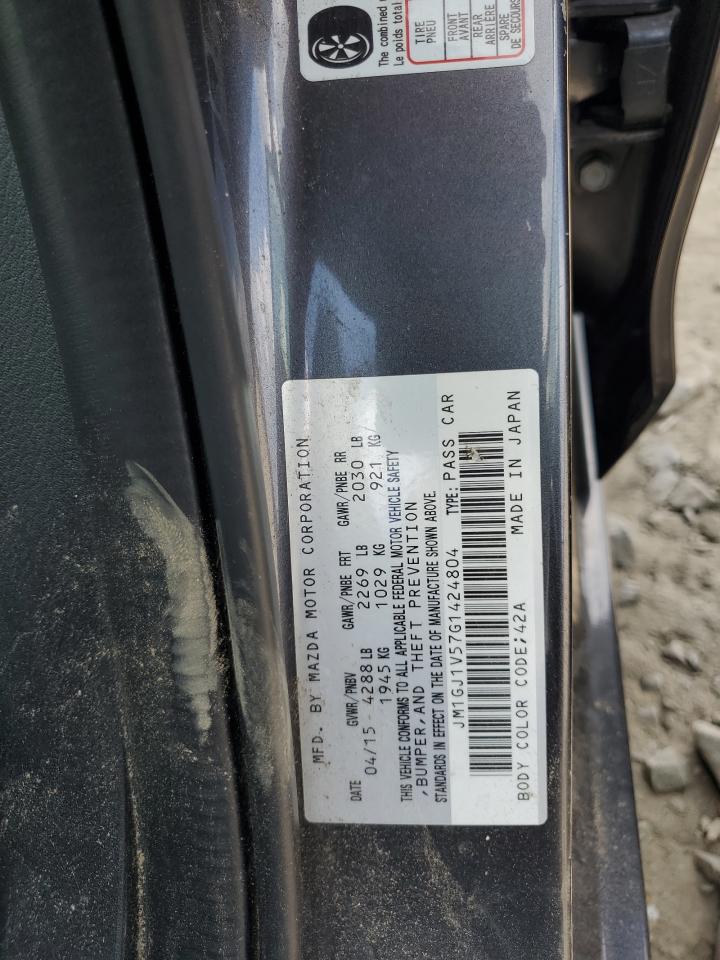 MFD. BY MAZDA MOTOR CORPORATION
DATE GVWR/PNBV GAWR/PNBE FRT GAWR/PNBE RR
04/15 4288 LB 2269 LB 2030 LB
1945 KG 1029 KG 921 KG
THIS VEHICLE CONFORMS TO ALL APPLICABLE FEDERAL MOTOR VEHICLE SAFETY
,BUMPER,AND THEFT PREVENTION
STANDARDS IN EFFECT ON THE DATE OF MANUFACTURE SHOWN ABOVE
JM1GJ1V57G1424804 TYPE: PASS CAR
BODY COLOR CODE;42A MADE IN JAPAN
The combined
Le poids total
TIRE
PNEU
FRONT
AVANT
REAR
ARRIÈRE
SPARE
DE SECOURS